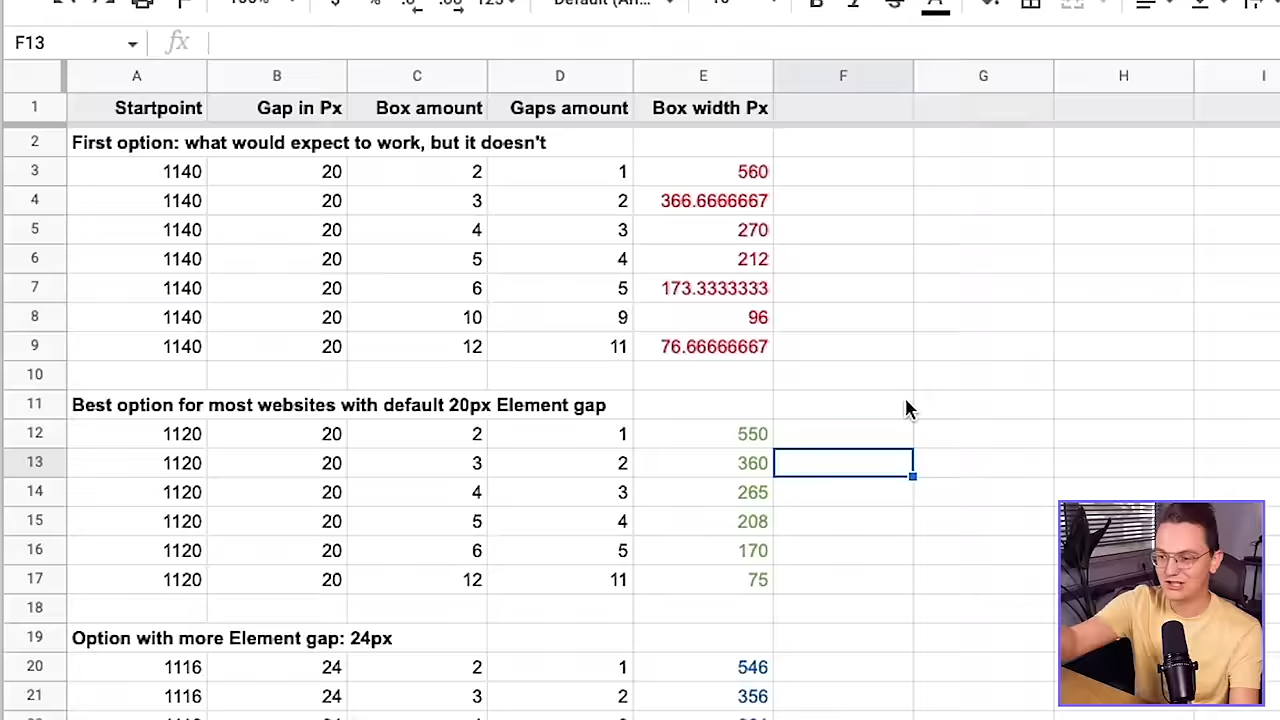 F13 fx
A B C D E F G H I
1 Startpoint Gap in Px Box amount Gaps amount Box width Px
2 First option: what would expect to work, but it doesn't
3 1140 20 2 1 560
4 1140 20 3 2 366.6666667
5 1140 20 4 3 270
6 1140 20 5 4 212
7 1140 20 6 5 173.3333333
8 1140 20 10 9 96
9 1140 20 12 11 76.66666667
10
11 Best option for most websites with default 20px Element gap
12 1120 20 2 1 550
13 1120 20 3 2 360
14 1120 20 4 3 265
15 1120 20 5 4 208
16 1120 20 6 5 170
17 1120 20 12 11 75
18
19 Option with more Element gap: 24px
20 1116 24 2 1 546
21 1116 24 3 2 356